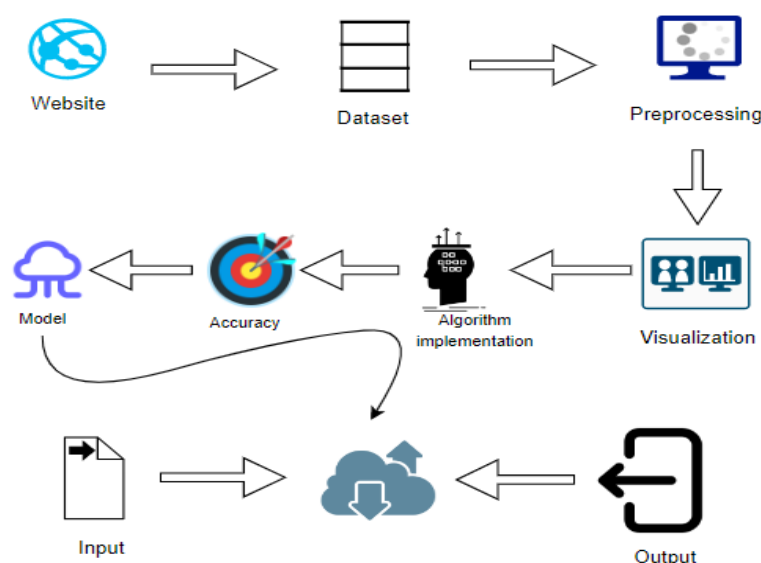 Website
Dataset
Preprocessing
Model
Accuracy
Algorithm
implementation
Visualization
Input
Output